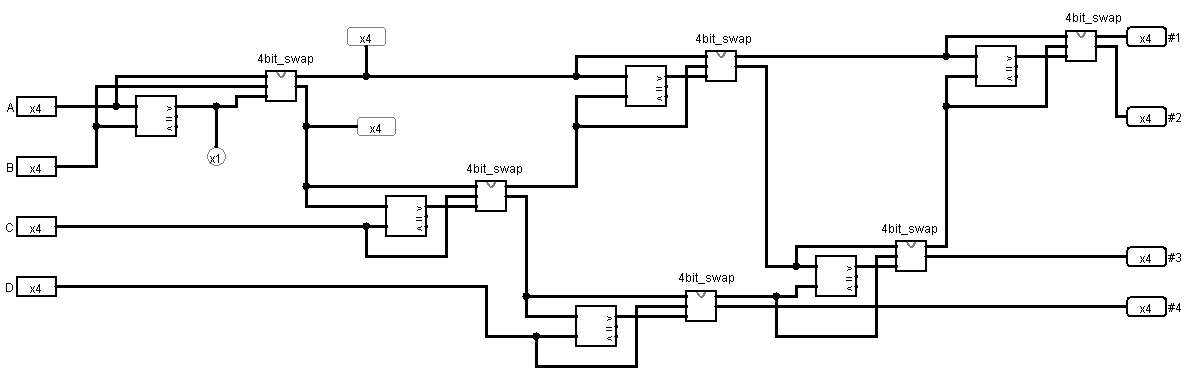 4bit_swap
x4 #1
x4
4bit_swap
4bit_swap
A x4
> = <
> = <
> = <
x4 #2
x4
x1
B x4
4bit_swap
C x4
> = <
4bit_swap
x4 #3
> = <
D x4
4bit_swap
x4 #4
> = <